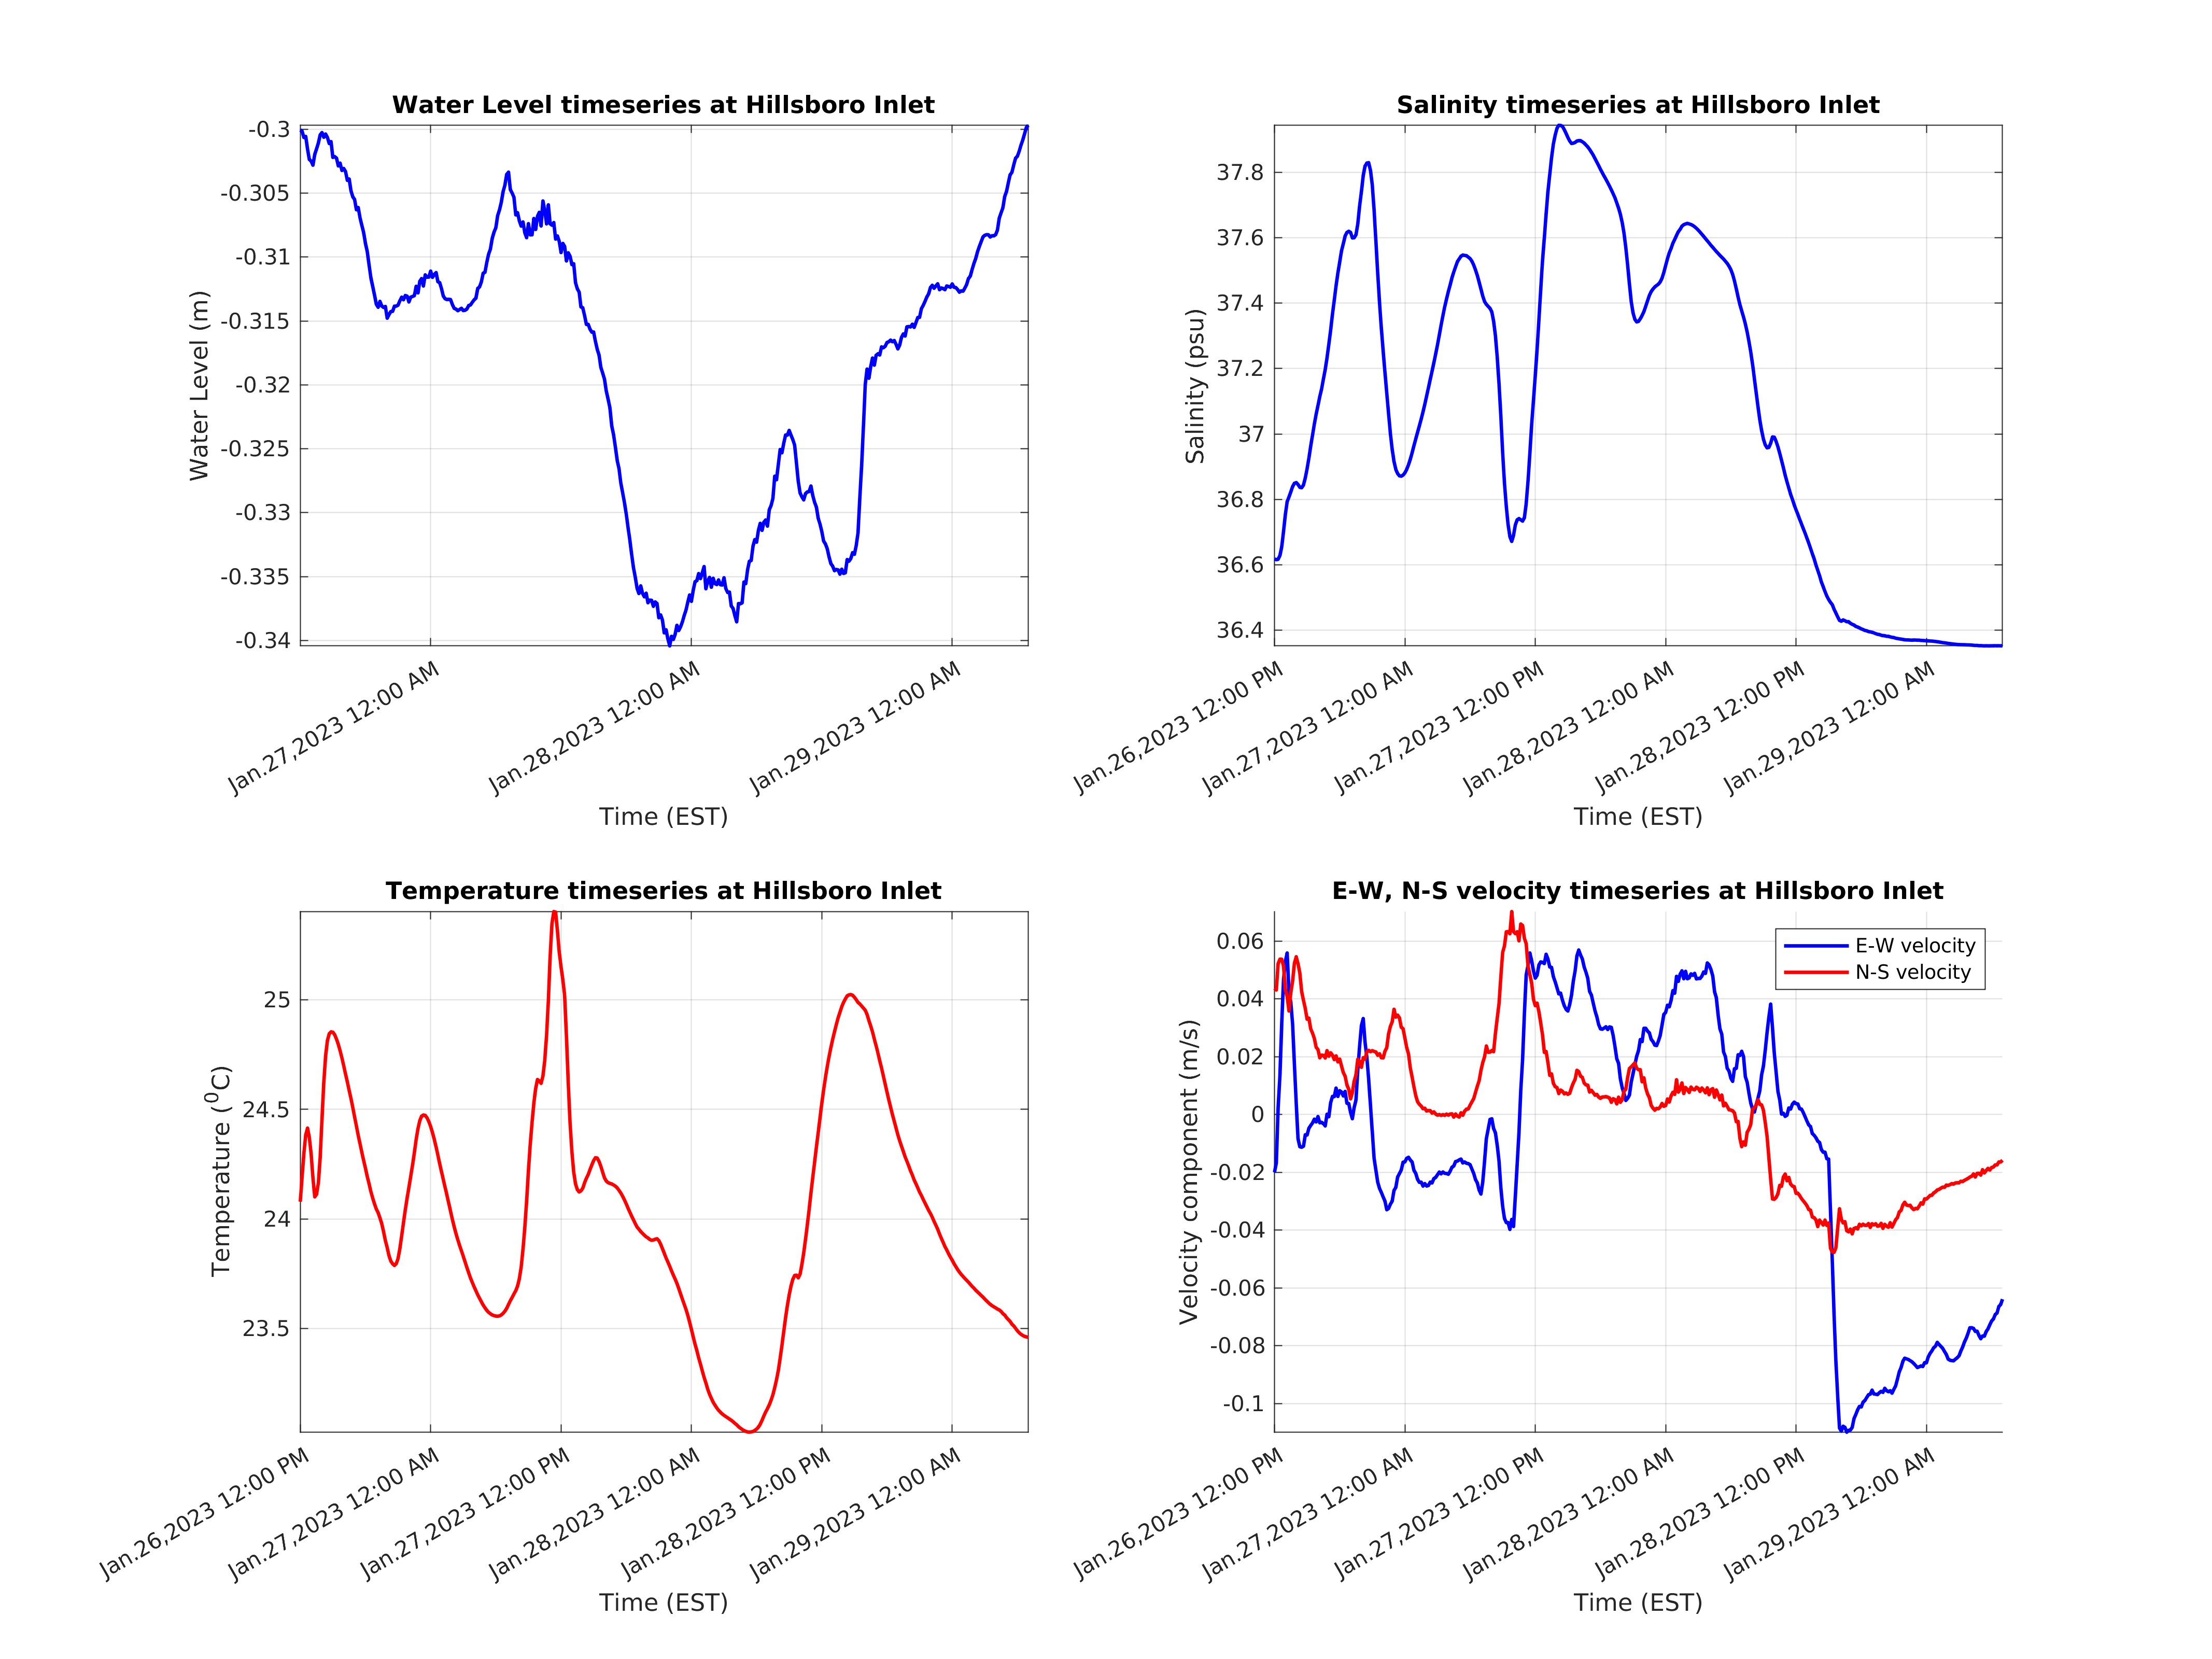 Water Level timeseries at Hillsboro Inlet
-0.3
-0.305
-0.31
-0.315
-0.32
-0.325
-0.33
-0.335
-0.34
Water Level (m)
Jan.27,2023 12:00 AM
Jan.28,2023 12:00 AM
Jan.29,2023 12:00 AM
Time (EST)
Salinity timeseries at Hillsboro Inlet
37.8
37.6
37.4
37.2
37
36.8
36.6
36.4
Salinity (psu)
Jan.26,2023 12:00 PM
Jan.27,2023 12:00 AM
Jan.27,2023 12:00 PM
Jan.28,2023 12:00 AM
Jan.28,2023 12:00 PM
Jan.29,2023 12:00 AM
Time (EST)
Temperature timeseries at Hillsboro Inlet
25
24.5
24
23.5
Temperature (⁰C)
Jan.26,2023 12:00 PM
Jan.27,2023 12:00 AM
Jan.27,2023 12:00 PM
Jan.28,2023 12:00 AM
Jan.28,2023 12:00 PM
Jan.29,2023 12:00 AM
Time (EST)
E-W, N-S velocity timeseries at Hillsboro Inlet
E-W velocity
N-S velocity
0.06
0.04
0.02
0
-0.02
-0.04
-0.06
-0.08
-0.1
Velocity component (m/s)
Jan.26,2023 12:00 PM
Jan.27,2023 12:00 AM
Jan.27,2023 12:00 PM
Jan.28,2023 12:00 AM
Jan.28,2023 12:00 PM
Jan.29,2023 12:00 AM
Time (EST)